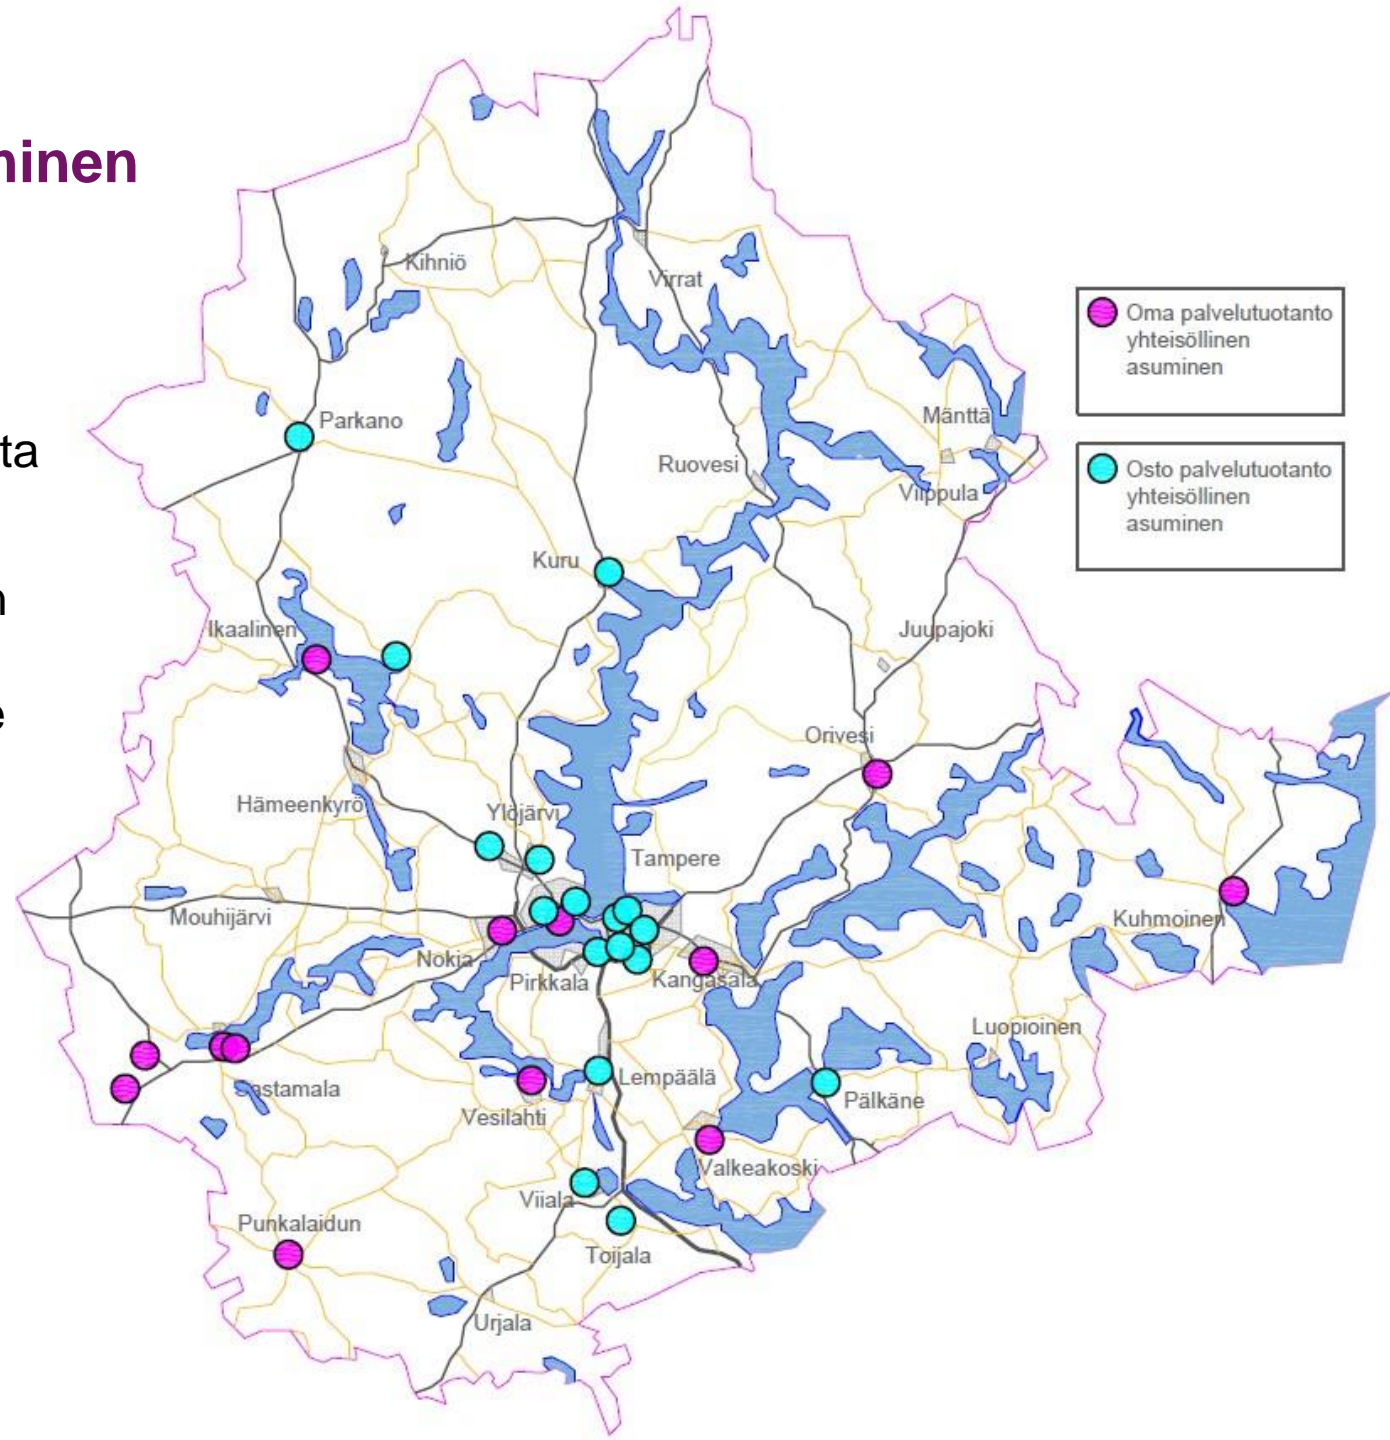 minen
ta
n
e
Kihniö
Virrat
Oma palvelutuotanto
yhteisöllinen
asuminen
Osto palvelutuotanto
yhteisöllinen
asuminen
Parkano
Mänttä
Ruovesi
Vilppula
Kuru
Ikaalinen
Juupajoki
Orivesi
Hämeenkyrö
Ylöjärvi
Tampere
Mouhijärvi
Kuhmoinen
Nokia
Pirkkala
Kangasala
Luopioinen
Sastamala
Lempäälä
Vesilahti
Pälkäne
Valkeakoski
Viiala
Punkalaidun
Toijala
Urjala